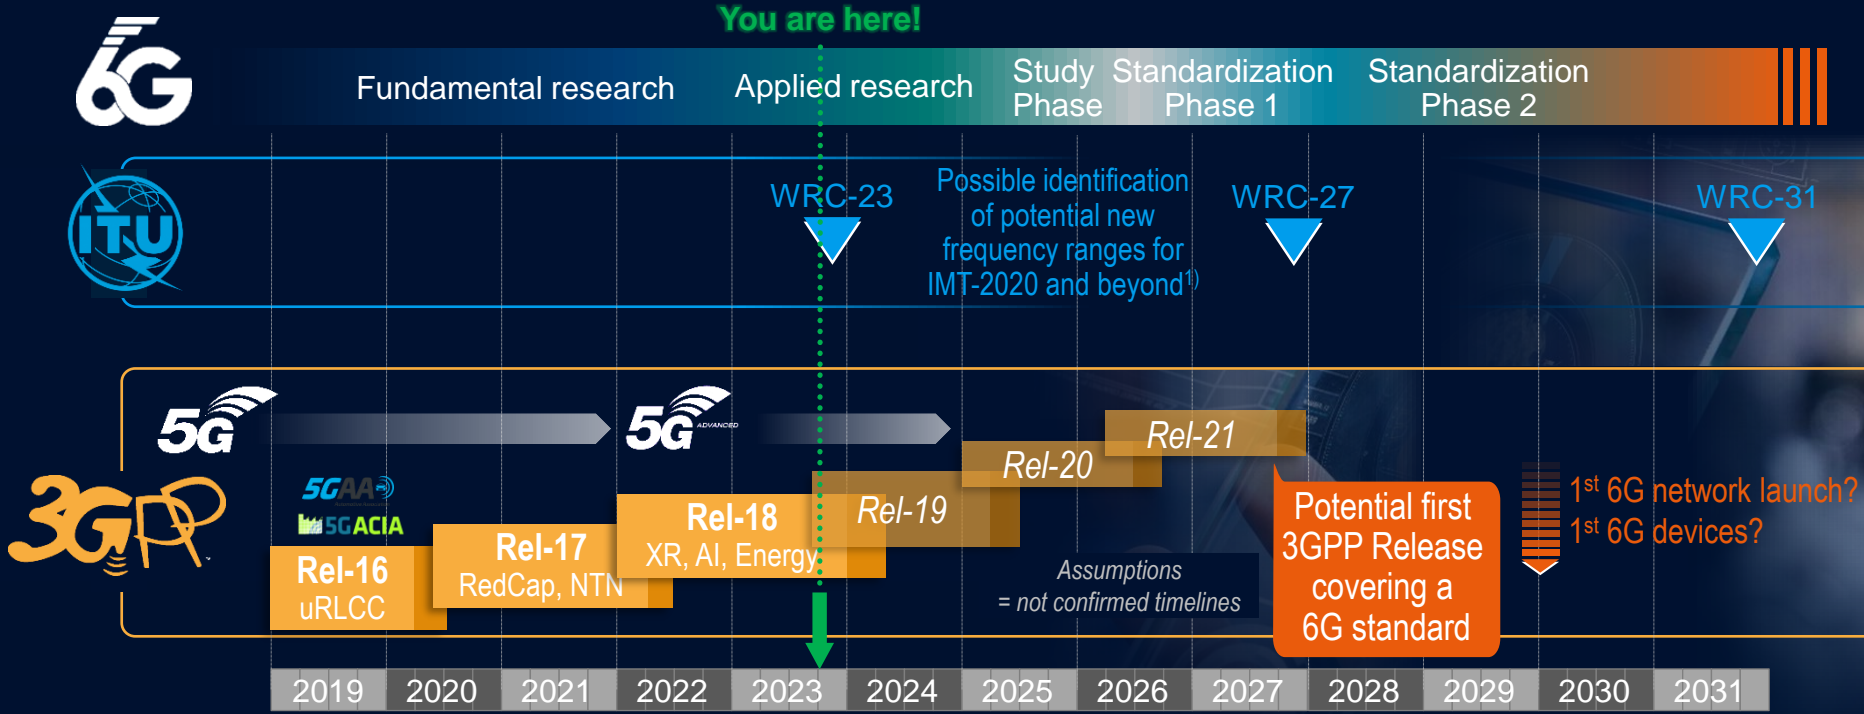 You are here!
6G
Fundamental research
Applied research
Study
Phase
Standardization
Phase 1
Standardization
Phase 2
ITU
WRC-23
Possible identification
of potential new
frequency ranges for
IMT-2020 and beyond1)
WRC-27
WRC-31
5G
5G ADVANCED
3GPP
5GAA
5GACIA
Rel-16
uRLCC
Rel-17
RedCap, NTN
Rel-18
XR, AI, Energy
Rel-19
Rel-20
Rel-21
Assumptions
= not confirmed timelines
Potential first
3GPP Release
covering a
6G standard
1st 6G network launch?
1st 6G devices?
2019 2020 2021 2022 2023 2024 2025 2026 2027 2028 2029 2030 2031